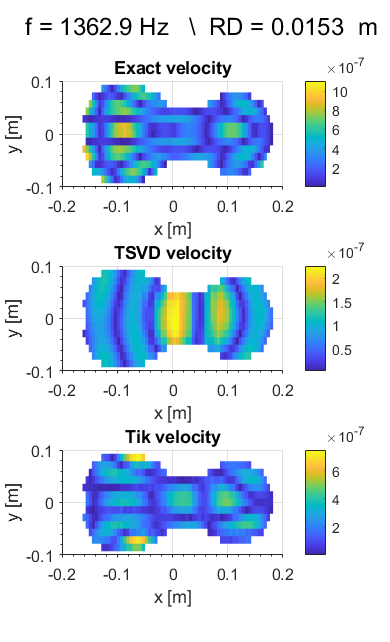 f = 1362.9 Hz \ RD = 0.0153 m
Exact velocity
×10⁻⁷
0.1
0
-0.1
y [m]
-0.2 -0.1 0 0.1 0.2
x [m]
10
8
6
4
2
TSVD velocity
×10⁻⁷
0.1
0
-0.1
y [m]
-0.2 -0.1 0 0.1 0.2
x [m]
2
1.5
1
0.5
Tik velocity
×10⁻⁷
0.1
0
-0.1
y [m]
-0.2 -0.1 0 0.1 0.2
x [m]
6
4
2